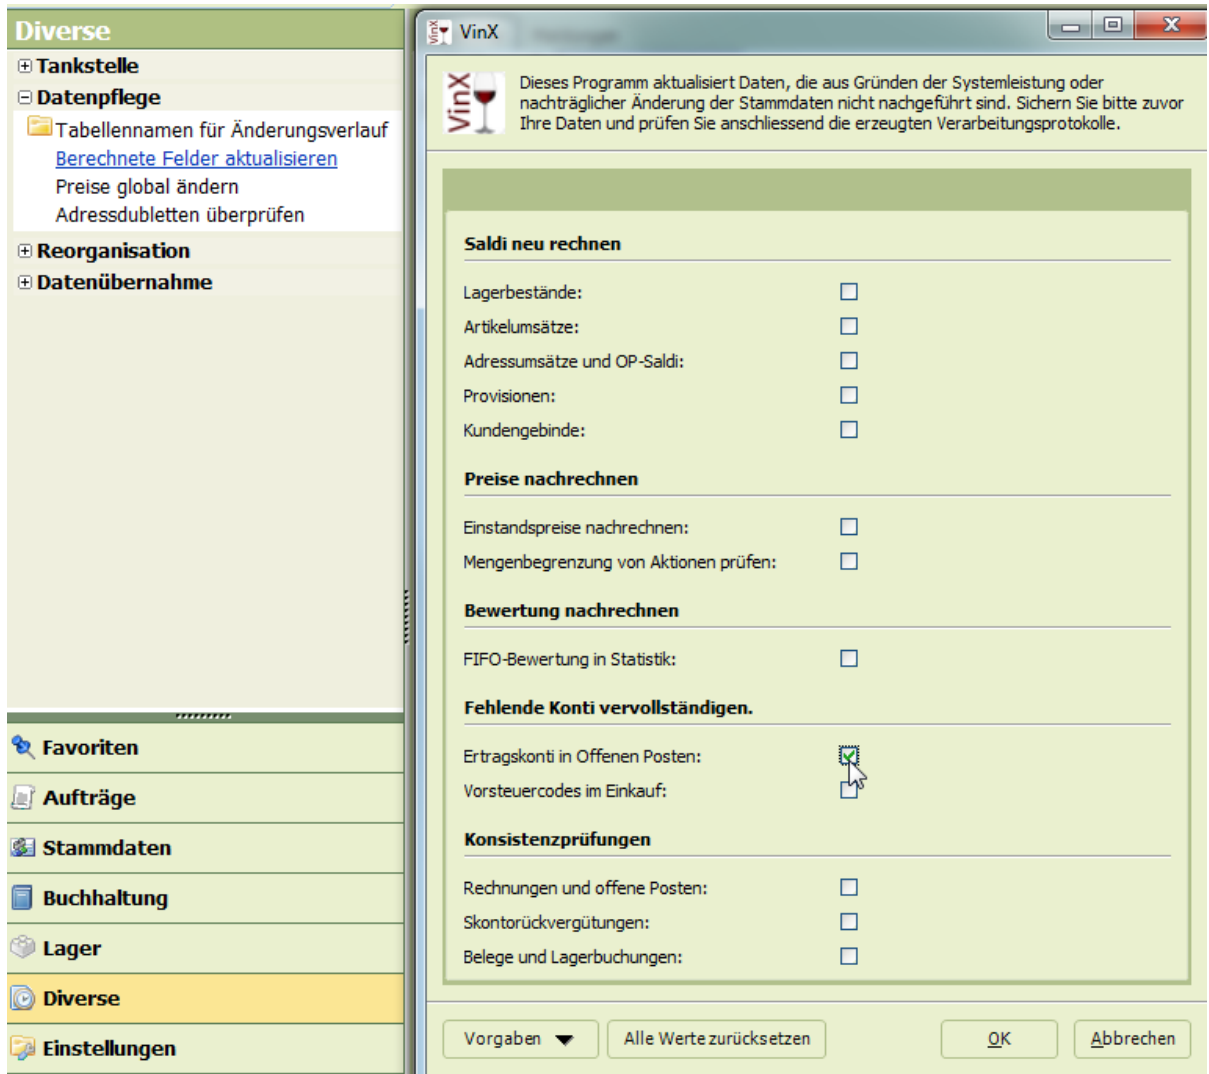 Diverse
Tankstelle
Datenpflege
Tabellennamen für Änderungsverlauf
Berechnete Felder aktualisieren
Preise global ändern
Adressdubletten überprüfen
Reorganisation
Datenübernahme
Favoriten
Aufträge
Stammdaten
Buchhaltung
Lager
Diverse
Einstellungen
VinX
VinX
Dieses Programm aktualisiert Daten, die aus Gründen der Systemleistung oder
nachträglicher Änderung der Stammdaten nicht nachgeführt sind. Sichern Sie bitte zuvor
Ihre Daten und prüfen Sie anschliessend die erzeugten Verarbeitungsprotokolle.
Saldi neu rechnen
Lagerbestände:
Artikelumsätze:
Adressumsätze und OP-Saldi:
Provisionen:
Kundengebinde:
Preise nachrechnen
Einstandspreise nachrechnen:
Mengenbegrenzung von Aktionen prüfen:
Bewertung nachrechnen
FIFO-Bewertung in Statistik:
Fehlende Konti vervollständigen.
Ertragskonti in Offenen Posten:
Vorsteuercodes im Einkauf:
Konsistenzprüfungen
Rechnungen und offene Posten:
Skontorückvergütungen:
Belege und Lagerbuchungen:
Vorgaben
Alle Werte zurücksetzen
OK
Abbrechen